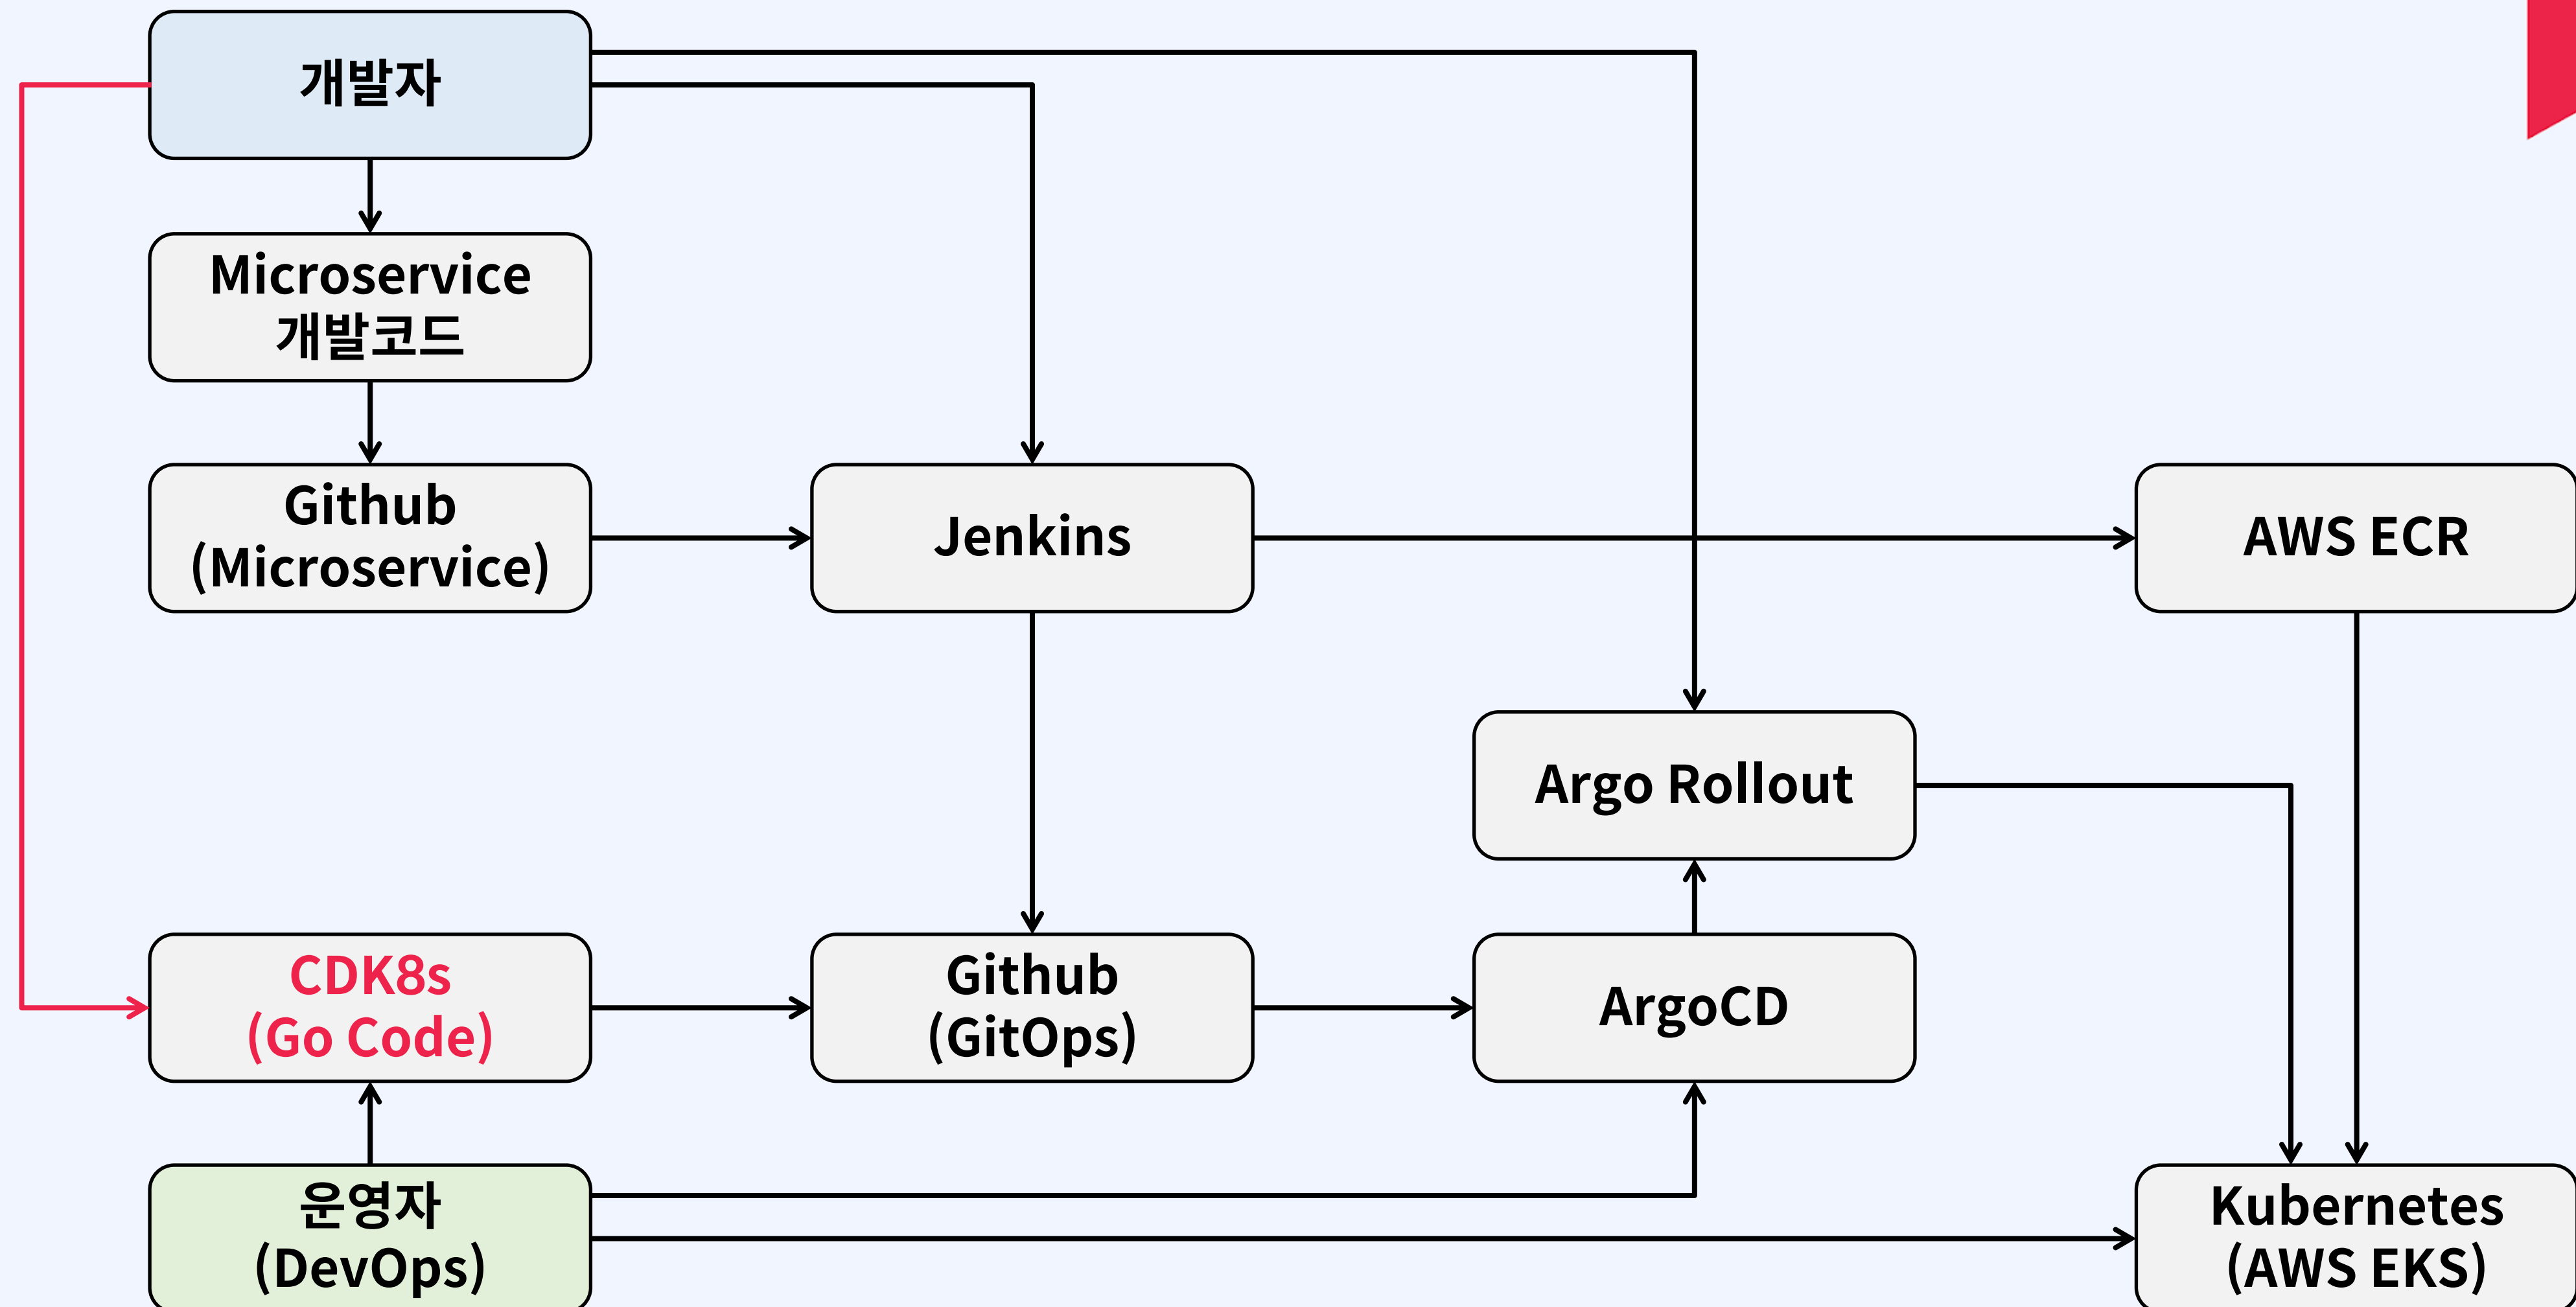 개발자
Microservice
개발코드
Github
(Microservice)
Jenkins
AWS ECR
Argo Rollout
CDK8s
(Go Code)
Github
(GitOps)
ArgoCD
운영자
(DevOps)
Kubernetes
(AWS EKS)